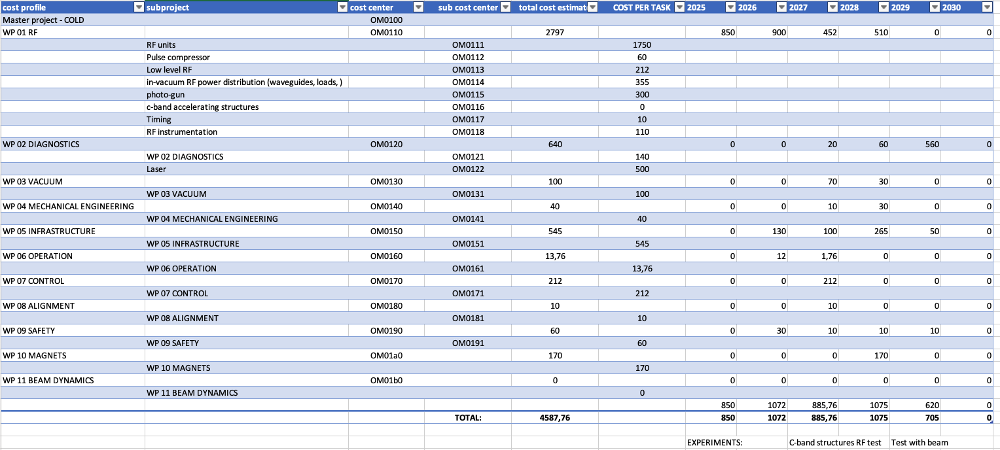 cost profile subproject cost center sub cost center total cost estimat COST PER TASK 2025 2026 2027 2028 2029 2030
Master project - COLD OM0100
WP 01 RF OM0110 2797 850 900 452 510 0 0
RF units OM0111 1750
Pulse compressor OM0112 60
Low level RF OM0113 212
in-vacuum RF power distribution (waveguides, loads, ) OM0114 355
photo-gun OM0115 300
c-band accelerating structures OM0116 0
Timing OM0117 10
RF instrumentation OM0118 110
WP 02 DIAGNOSTICS OM0120 640 0 0 20 60 560 0
WP 02 DIAGNOSTICS OM0121 140
Laser OM0122 500
WP 03 VACUUM OM0130 100 0 0 70 30 0 0
WP 03 VACUUM OM0131 100
WP 04 MECHANICAL ENGINEERING OM0140 40 0 0 10 30 0 0
WP 04 MECHANICAL ENGINEERING OM0141 40
WP 05 INFRASTRUCTURE OM0150 545 0 130 100 265 50 0
WP 05 INFRASTRUCTURE OM0151 545
WP 06 OPERATION OM0160 13,76 0 12 1,76 0 0 0
WP 06 OPERATION OM0161 13,76
WP 07 CONTROL OM0170 212 0 0 212 0 0 0
WP 07 CONTROL OM0171 212
WP 08 ALIGNMENT OM0180 10 0 0 10 0 0 0
WP 08 ALIGNMENT OM0181 10
WP 09 SAFETY OM0190 60 0 30 10 10 10 0
WP 09 SAFETY OM0191 60
WP 10 MAGNETS OM01a0 170 0 0 0 170 0 0
WP 10 MAGNETS 170
WP 11 BEAM DYNAMICS OM01b0 0 0 0 0 0 0 0
WP 11 BEAM DYNAMICS 0
850 1072 885,76 1075 620 0
TOTAL: 4587,76 850 1072 885,76 1075 705 0
EXPERIMENTS: C-band structures RF test Test with beam